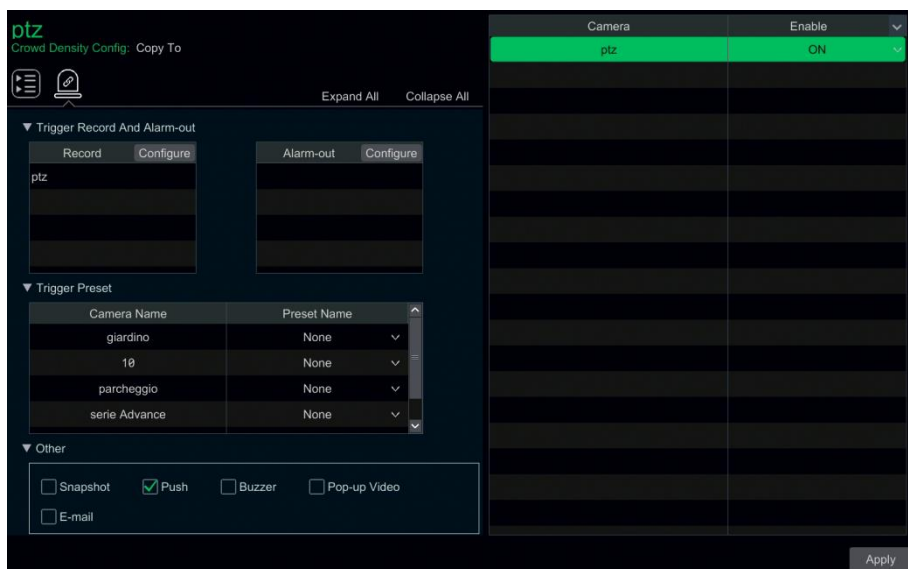 ptz
Crowd Density Config: Copy To
Expand All Collapse All
Trigger Record And Alarm-out
Record Configure
ptz
Alarm-out Configure
Trigger Preset
Camera Name Preset Name
giardino None
10 None
parcheggio None
serie Advance None
Other
Snapshot Push Buzzer Pop-up Video
E-mail
Camera Enable
ptz ON
Apply